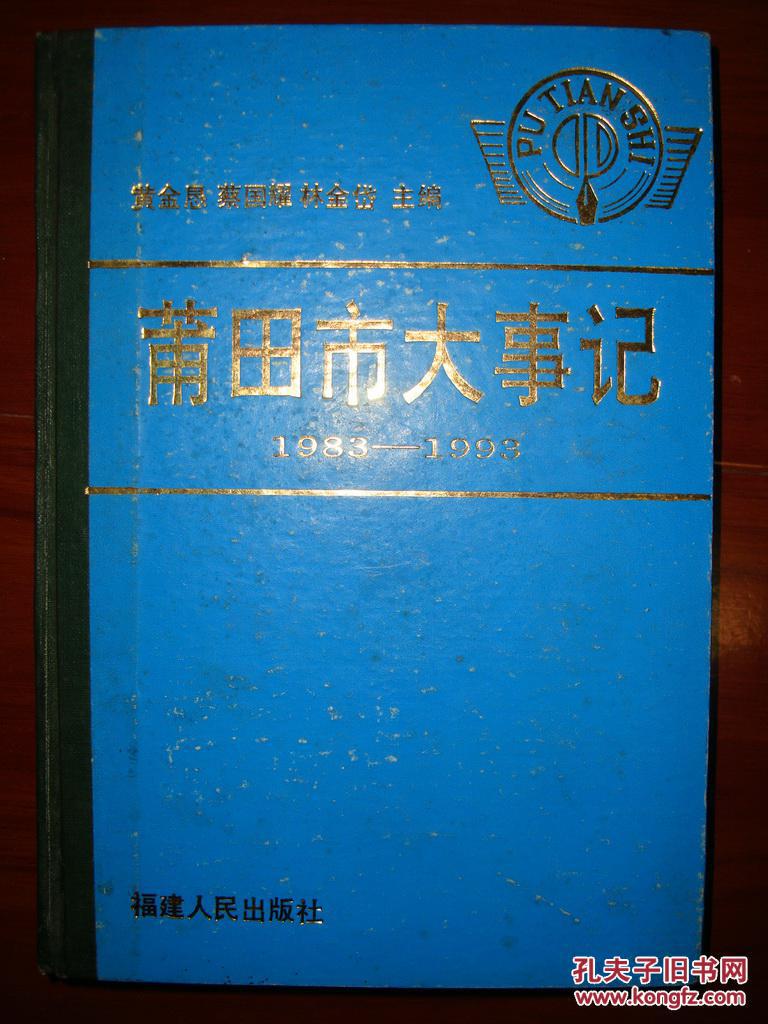 PU TIAN SHI
黄金恳 蔡国耀 林金岱 主编
莆田市大事记
1983—1993
福建人民出版社
孔夫子旧书网
www.kongfz.com